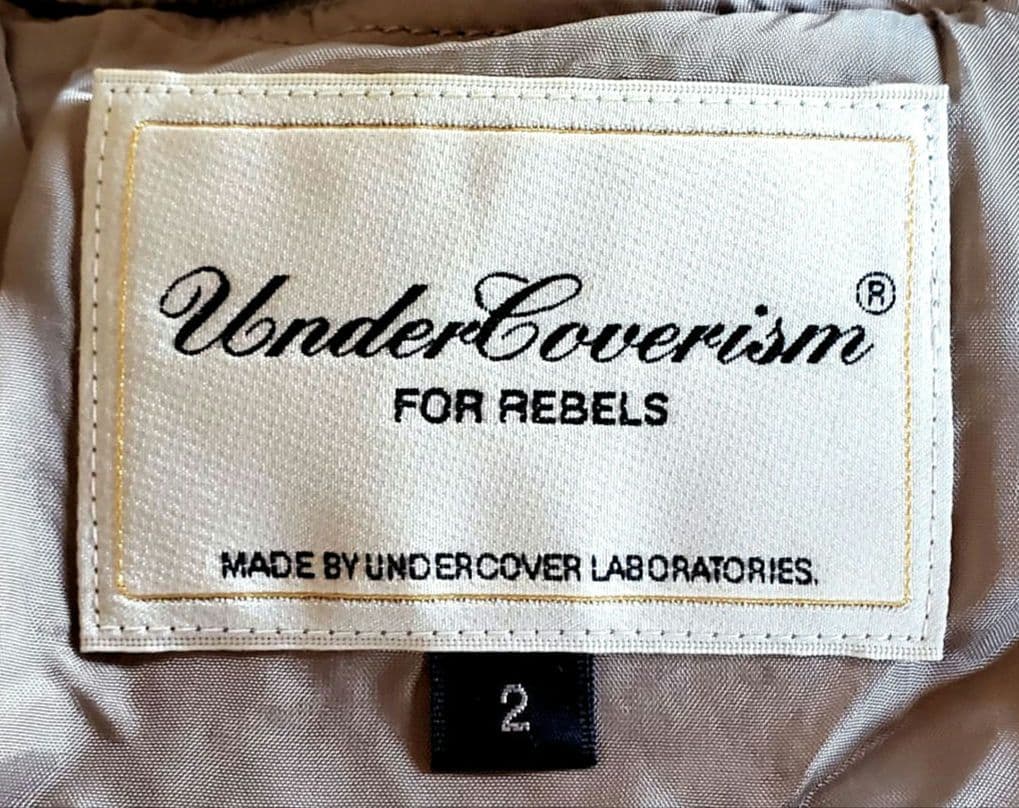 UnderCoverism®
FOR REBELS
MADE BY UNDERCOVER LABORATORIES.
2